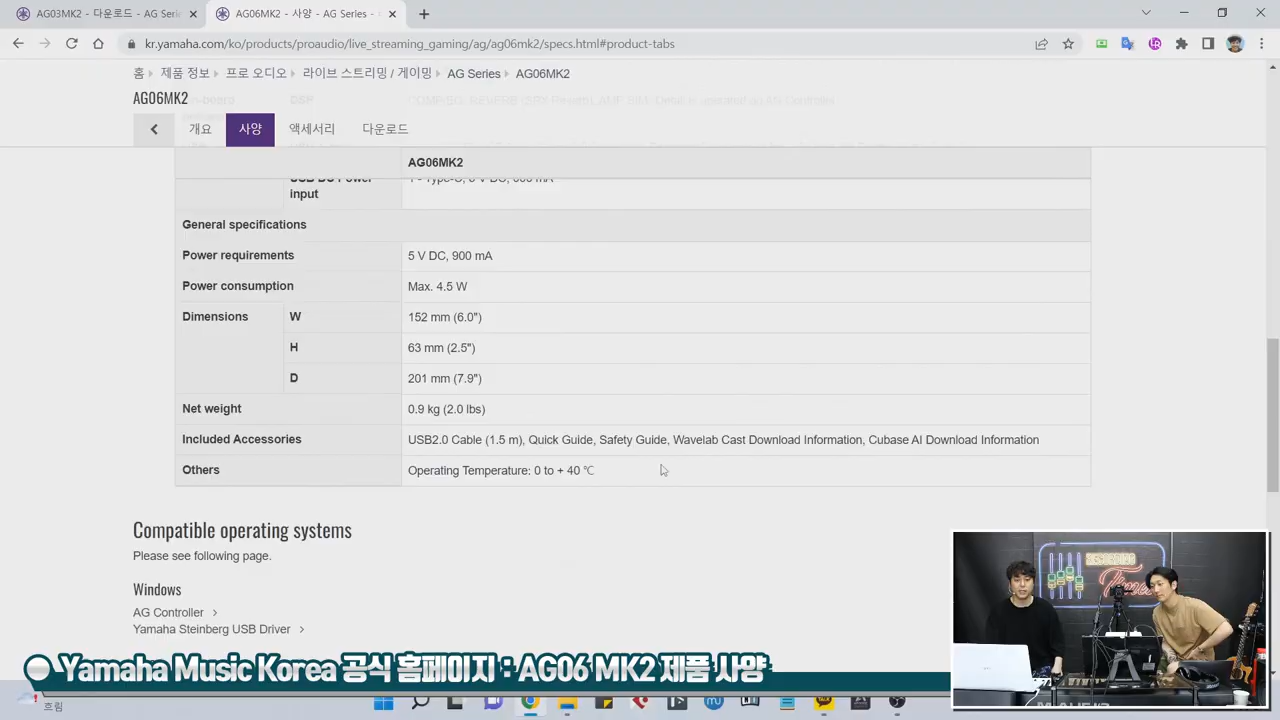 AG03MK2 - 다운로드 - AG Serie
AG06MK2 - 사양 - AG Series -
kr.yamaha.com/ko/products/proaudio/live_streaming_gaming/ag/ag06mk2/specs.html#product-tabs
홈 제품 정보 프로 오디오 라이브 스트리밍 / 게이밍 AG Series AG06MK2
AG06MK2
개요 사양 액세서리 다운로드
AG06MK2
USB DC Power
input
General specifications
Power requirements 5 V DC, 900 mA
Power consumption Max. 4.5 W
Dimensions W 152 mm (6.0")
H 63 mm (2.5")
D 201 mm (7.9")
Net weight 0.9 kg (2.0 lbs)
Included Accessories USB2.0 Cable (1.5 m), Quick Guide, Safety Guide, Wavelab Cast Download Information, Cubase AI Download Information
Others Operating Temperature: 0 to + 40 ℃
Compatible operating systems
Please see following page.
Windows
AG Controller
Yamaha Steinberg USB Driver
RECORDING
Times
Yamaha Music Korea 공식 홈페이지 : AG06 MK2 제품 사양
흐림